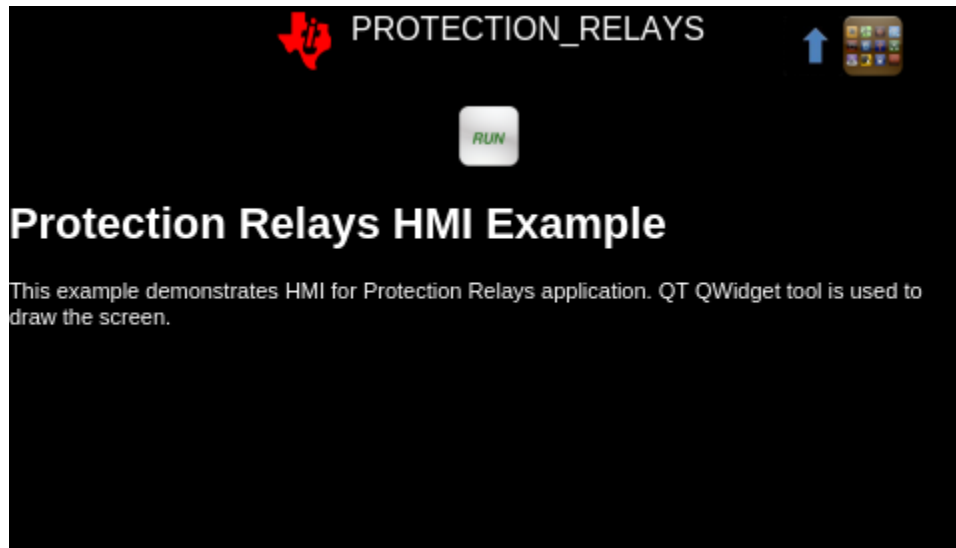 PROTECTION_RELAYS
RUN
Protection Relays HMI Example
This example demonstrates HMI for Protection Relays application. QT QWidget tool is used to
draw the screen.